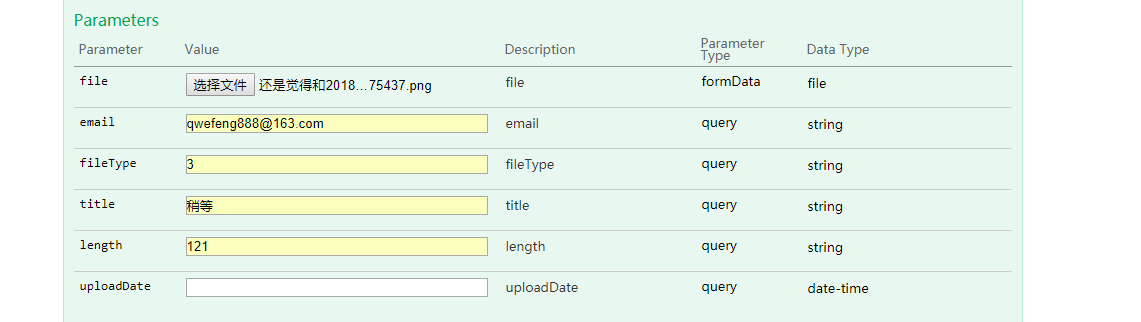 Parameters
Parameter Value Description Parameter Type Data Type
file 选择文件 还是觉得和2018...75437.png file formData file
email qwefeng888@163.com email query string
fileType 3 fileType query string
title 稍等 title query string
length 121 length query string
uploadDate uploadDate query date-time